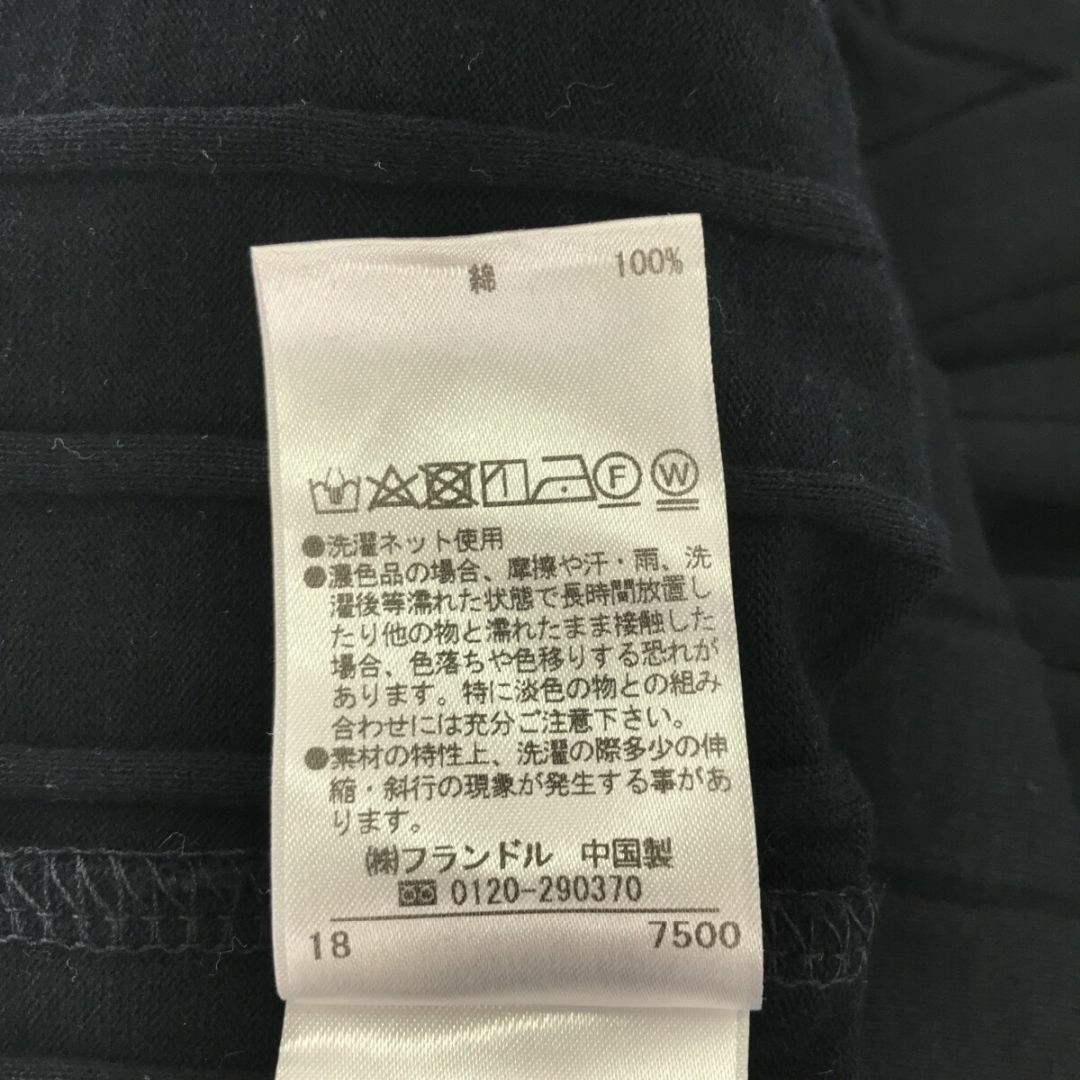 綿 100%
F W
●洗濯ネット使用
●濃色品の場合、摩擦や汗・雨、洗
濯後等濡れた状態で長時間放置し
たり他の物と濡れたまま接触した
場合、色落ちや色移りする恐れが
あります。特に淡色の物との組み
合わせには充分ご注意下さい。
●素材の特性上、洗濯の際多少の伸
縮・斜行の現象が発生する事があ
ります。
㈱フランドル 中国製
0120-290370
18 7500